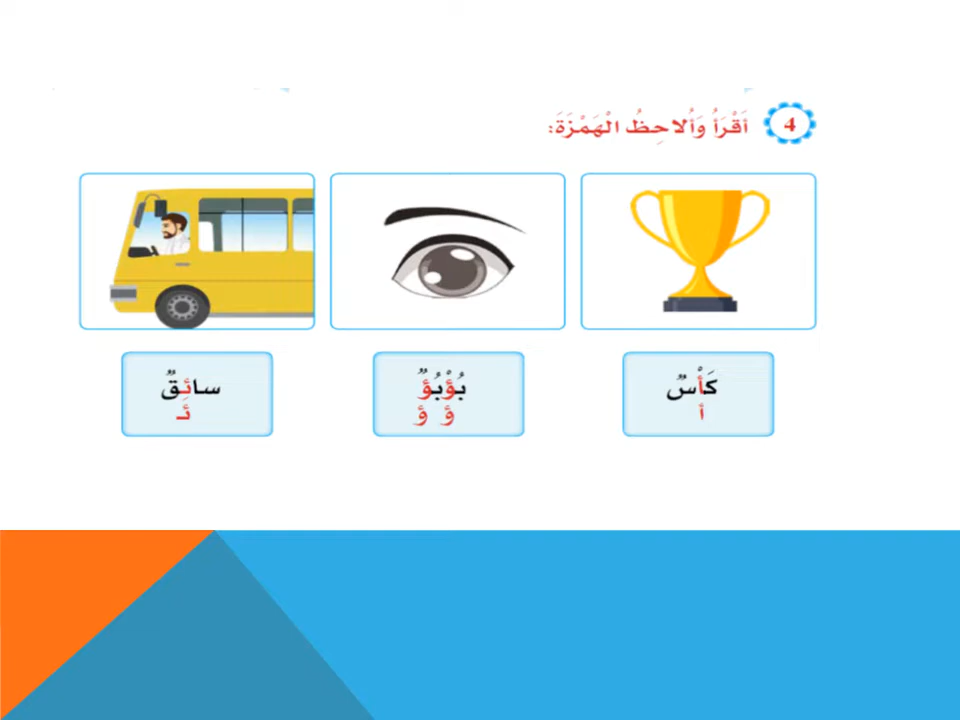 4 أَقْرَأُ وَأُلاحِظُ الْهَمْزَةَ:
كَأْسٌ
أ
بُؤْبُؤٌ
ؤ ؤ
سائِقٌ
ئـ